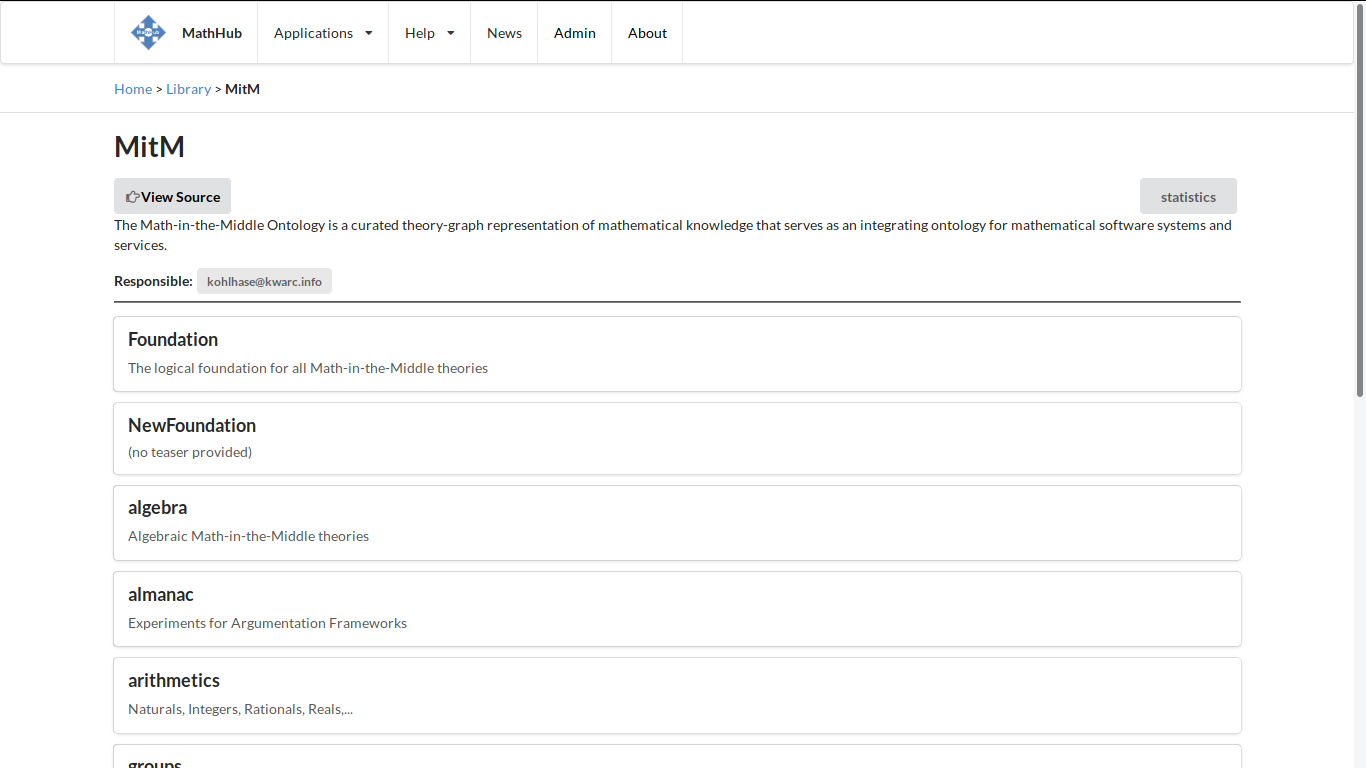 MathHub
MathHub Applications Help News Admin About
Home > Library > MitM
MitM
View Source
statistics
The Math-in-the-Middle Ontology is a curated theory-graph representation of mathematical knowledge that serves as an integrating ontology for mathematical software systems and
services.
Responsible: kohlhase@kwarc.info
Foundation
The logical foundation for all Math-in-the-Middle theories
NewFoundation
(no teaser provided)
algebra
Algebraic Math-in-the-Middle theories
almanac
Experiments for Argumentation Frameworks
arithmetics
Naturals, Integers, Rationals, Reals,...
groups